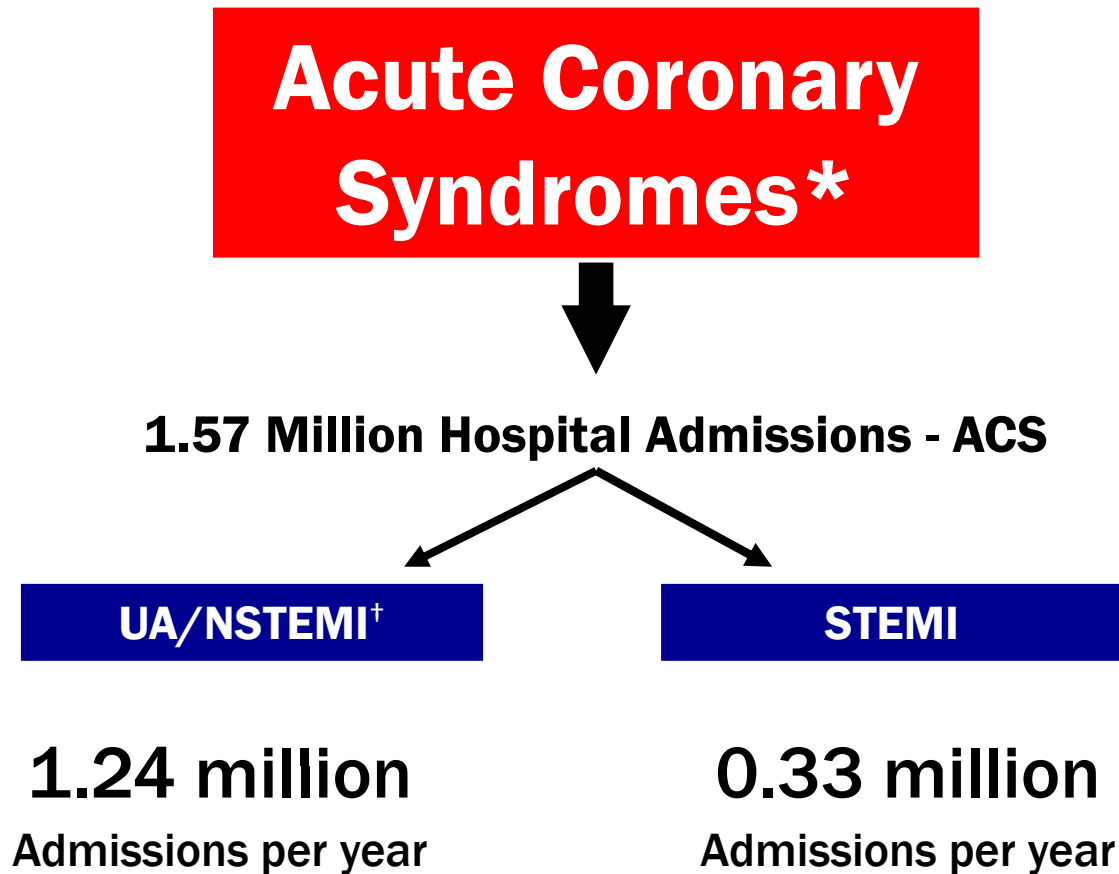 Acute Coronary
Syndromes*
1.57 Million Hospital Admissions - ACS
UA/NSTEMI†
STEMI
1.24 million
Admissions per year
0.33 million
Admissions per year